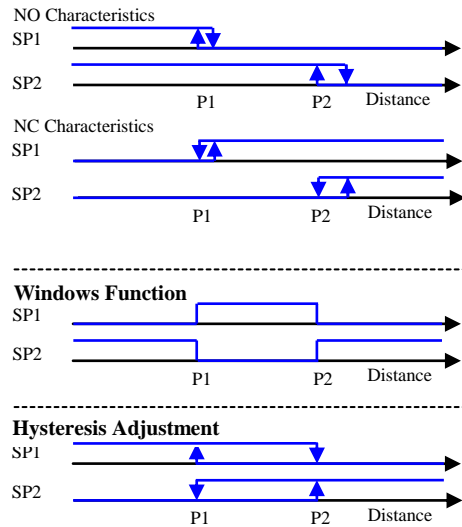 NO Characteristics
SP1
SP2
P1 P2 Distance
NC Characteristics
SP1
SP2
P1 P2 Distance
Windows Function
SP1
SP2
P1 P2 Distance
Hysteresis Adjustment
SP1
SP2
P1 P2 Distance